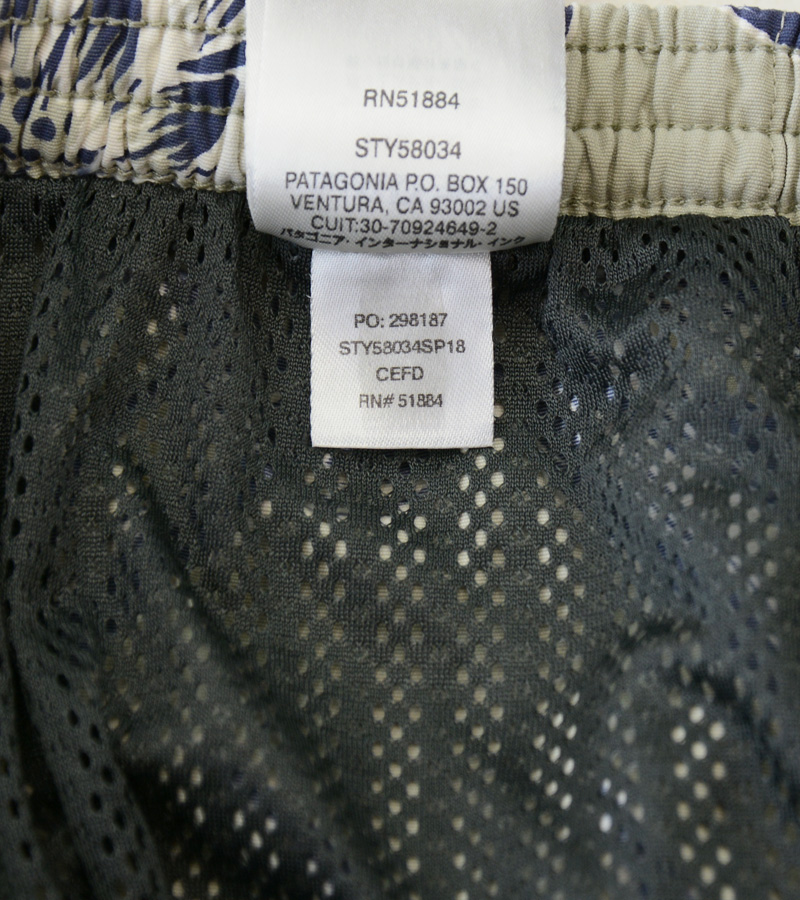 RN51884
STY58034
PATAGONIA P.O. BOX 150
VENTURA, CA 93002 US
CUIT:30-70924649-2
パタゴニア・インターナショナル・インク
PO: 298187
STY58034SP18
CEFD
RN# 51884